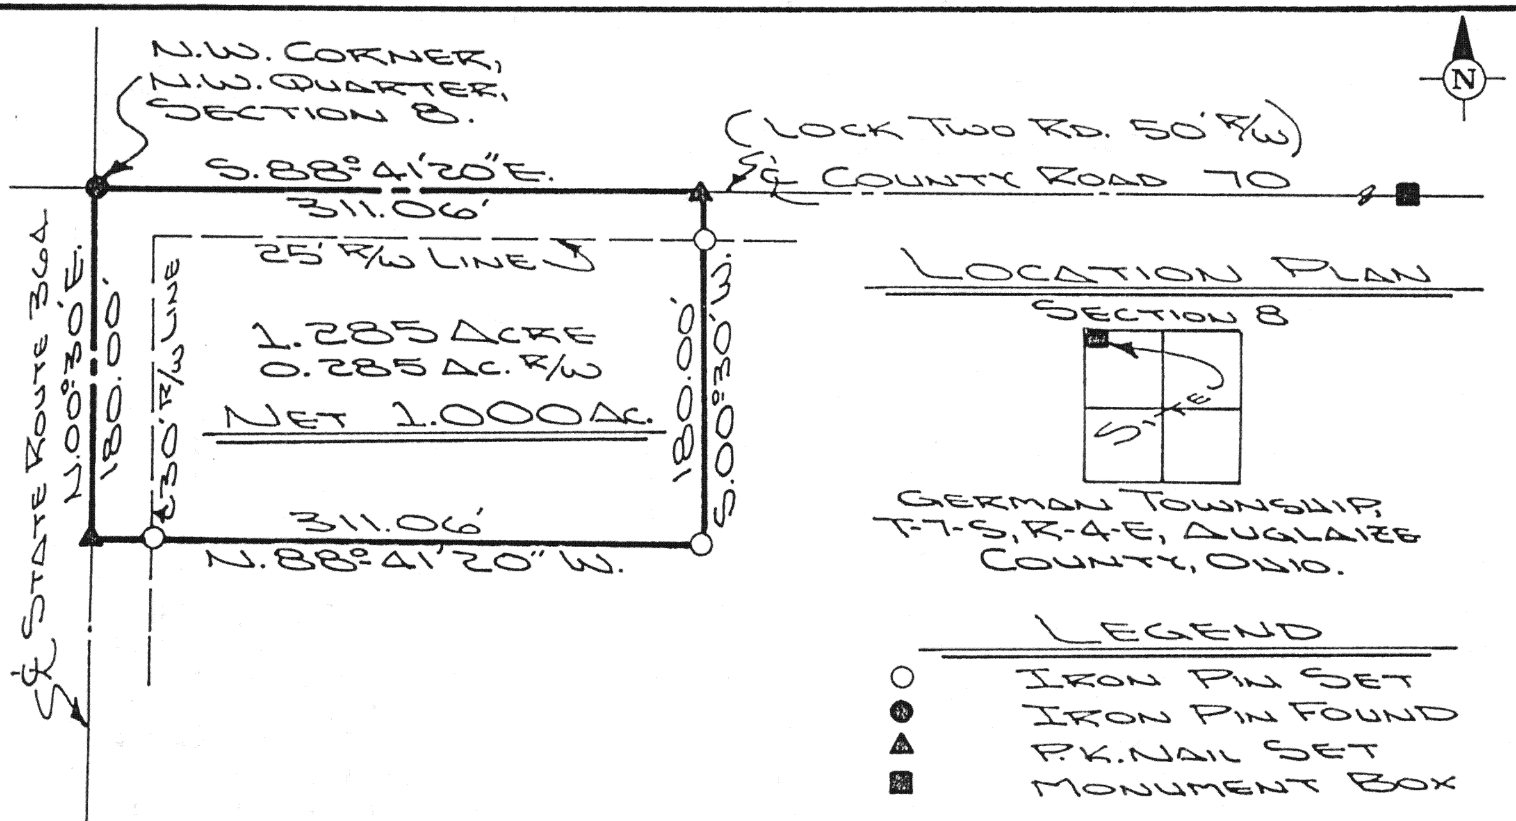 N.W. CORNER,
N.W. QUARTER,
SECTION 8.
N
(LOCK TWO RD. 50' R/W)
S. 88° 41' 20" E.
℄ COUNTY ROAD 70
311.06'
25' R/W LINE
℄ STATE ROUTE 364
N. 00° 30' E.
180.00'
30' R/W LINE
1.285 ACRE
0.285 AC. R/W
NET 1.000 AC.
180.00'
S. 00° 30' W.
311.06'
N. 88° 41' 20" W.
LOCATION PLAN
SECTION 8
SITE
GERMAN TOWNSHIP,
T-7-S, R-4-E, AUGLAIZE
COUNTY, OHIO.
LEGEND
IRON PIN SET
IRON PIN FOUND
P.K. NAIL SET
MONUMENT BOX